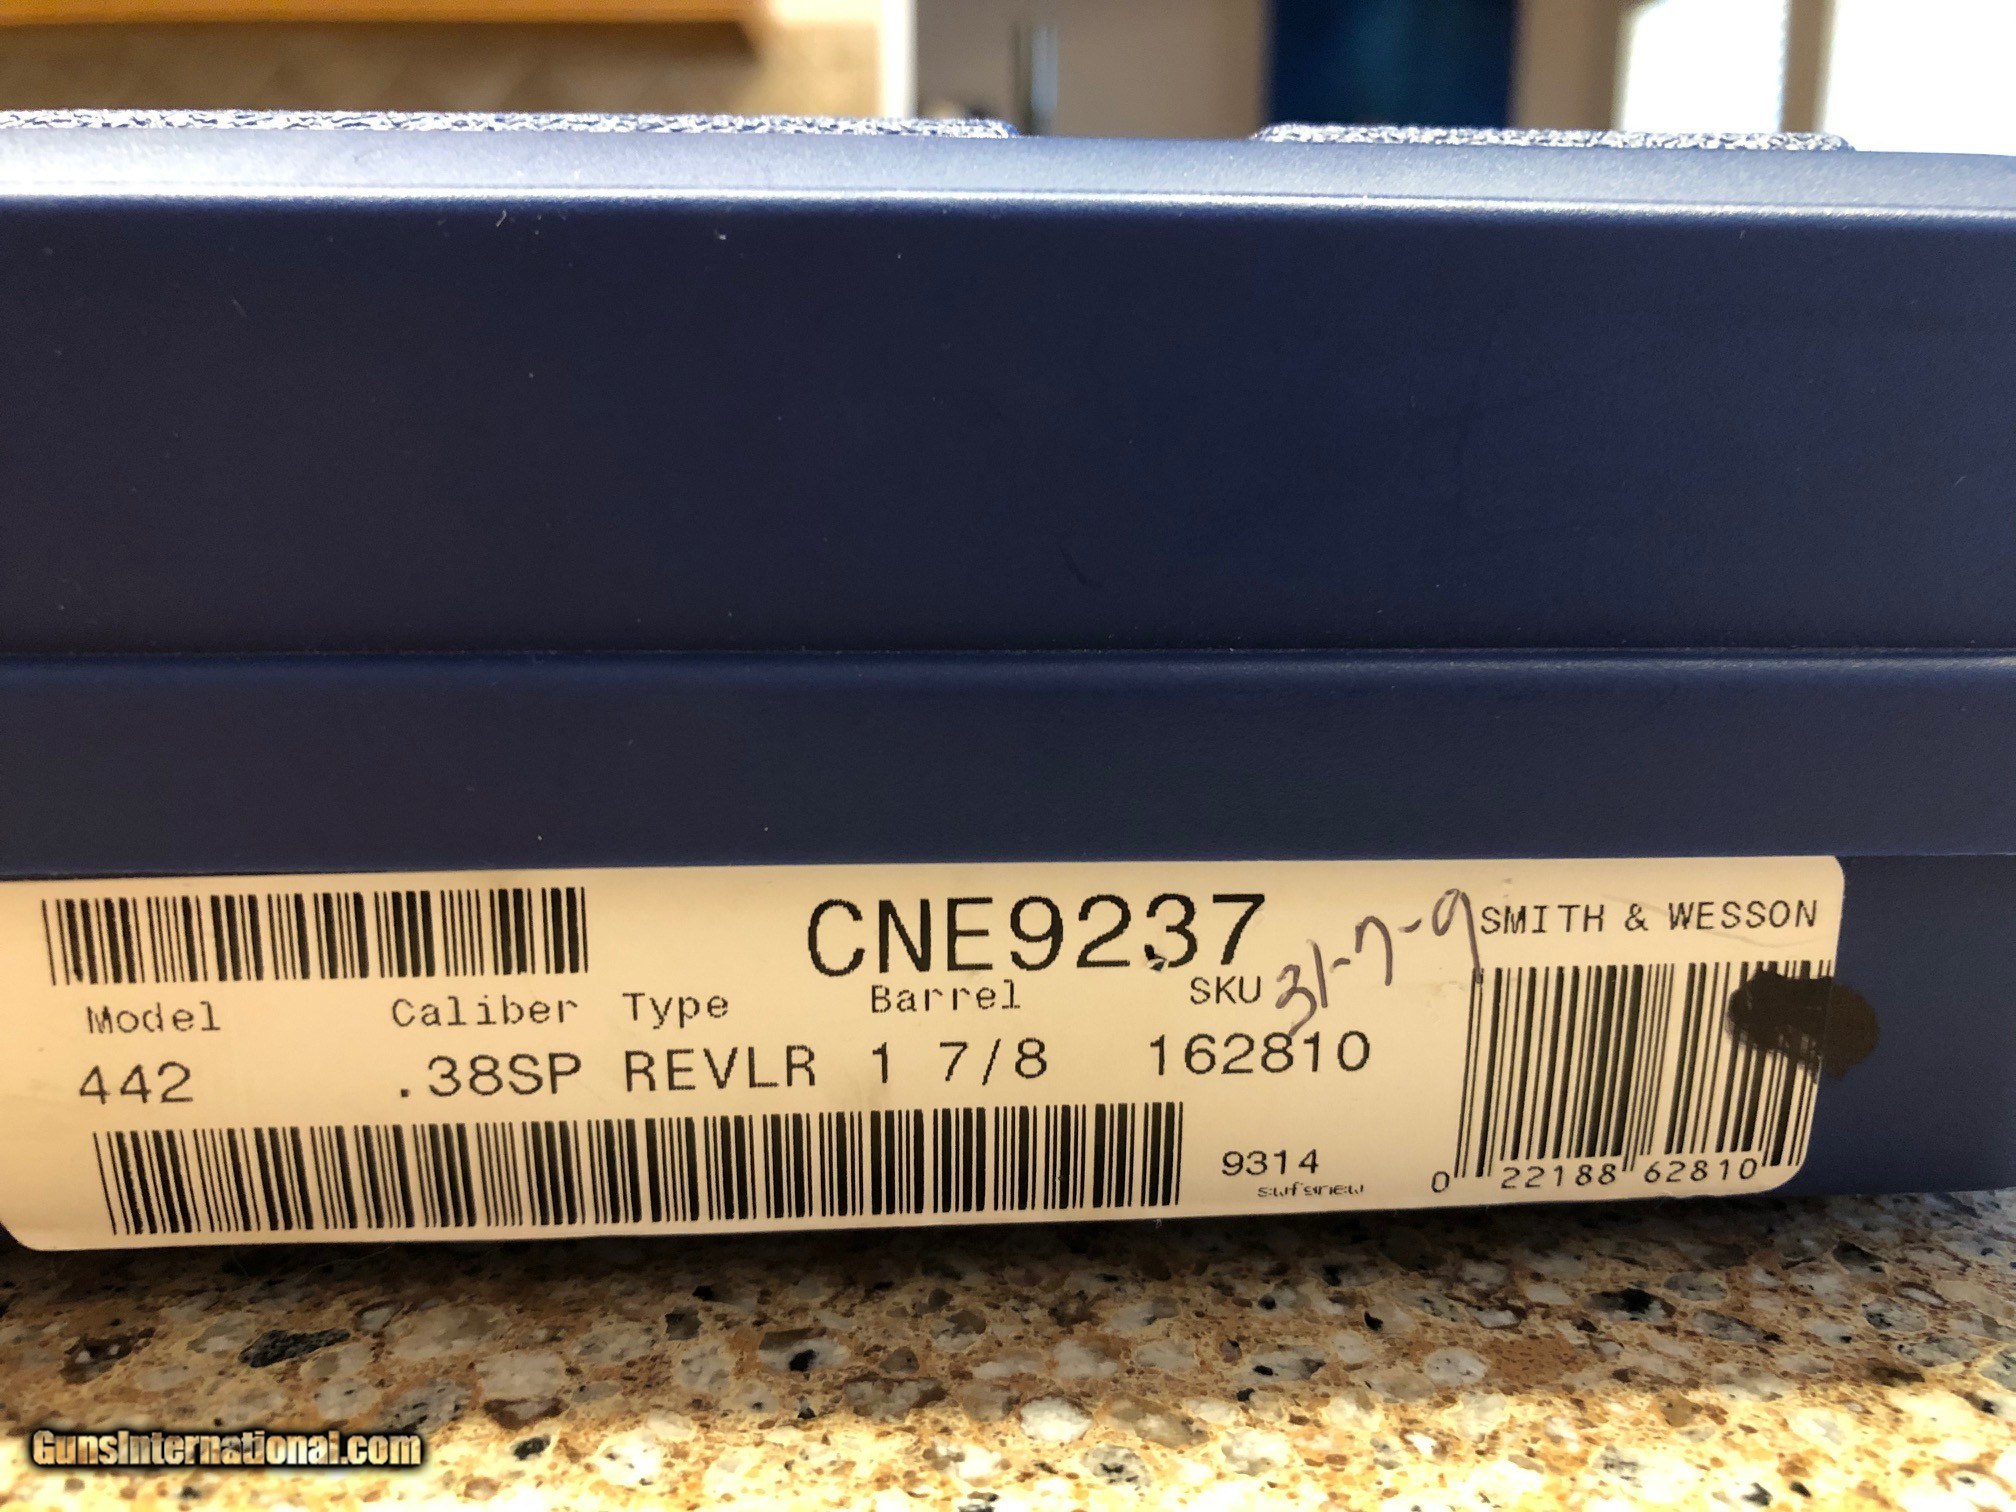 CNE9237
SMITH & WESSON
31-7-9
Model Caliber Type Barrel SKU
442 .38SP REVLR 1 7/8 162810
9314
0 22188 62810
GunsInternational.com